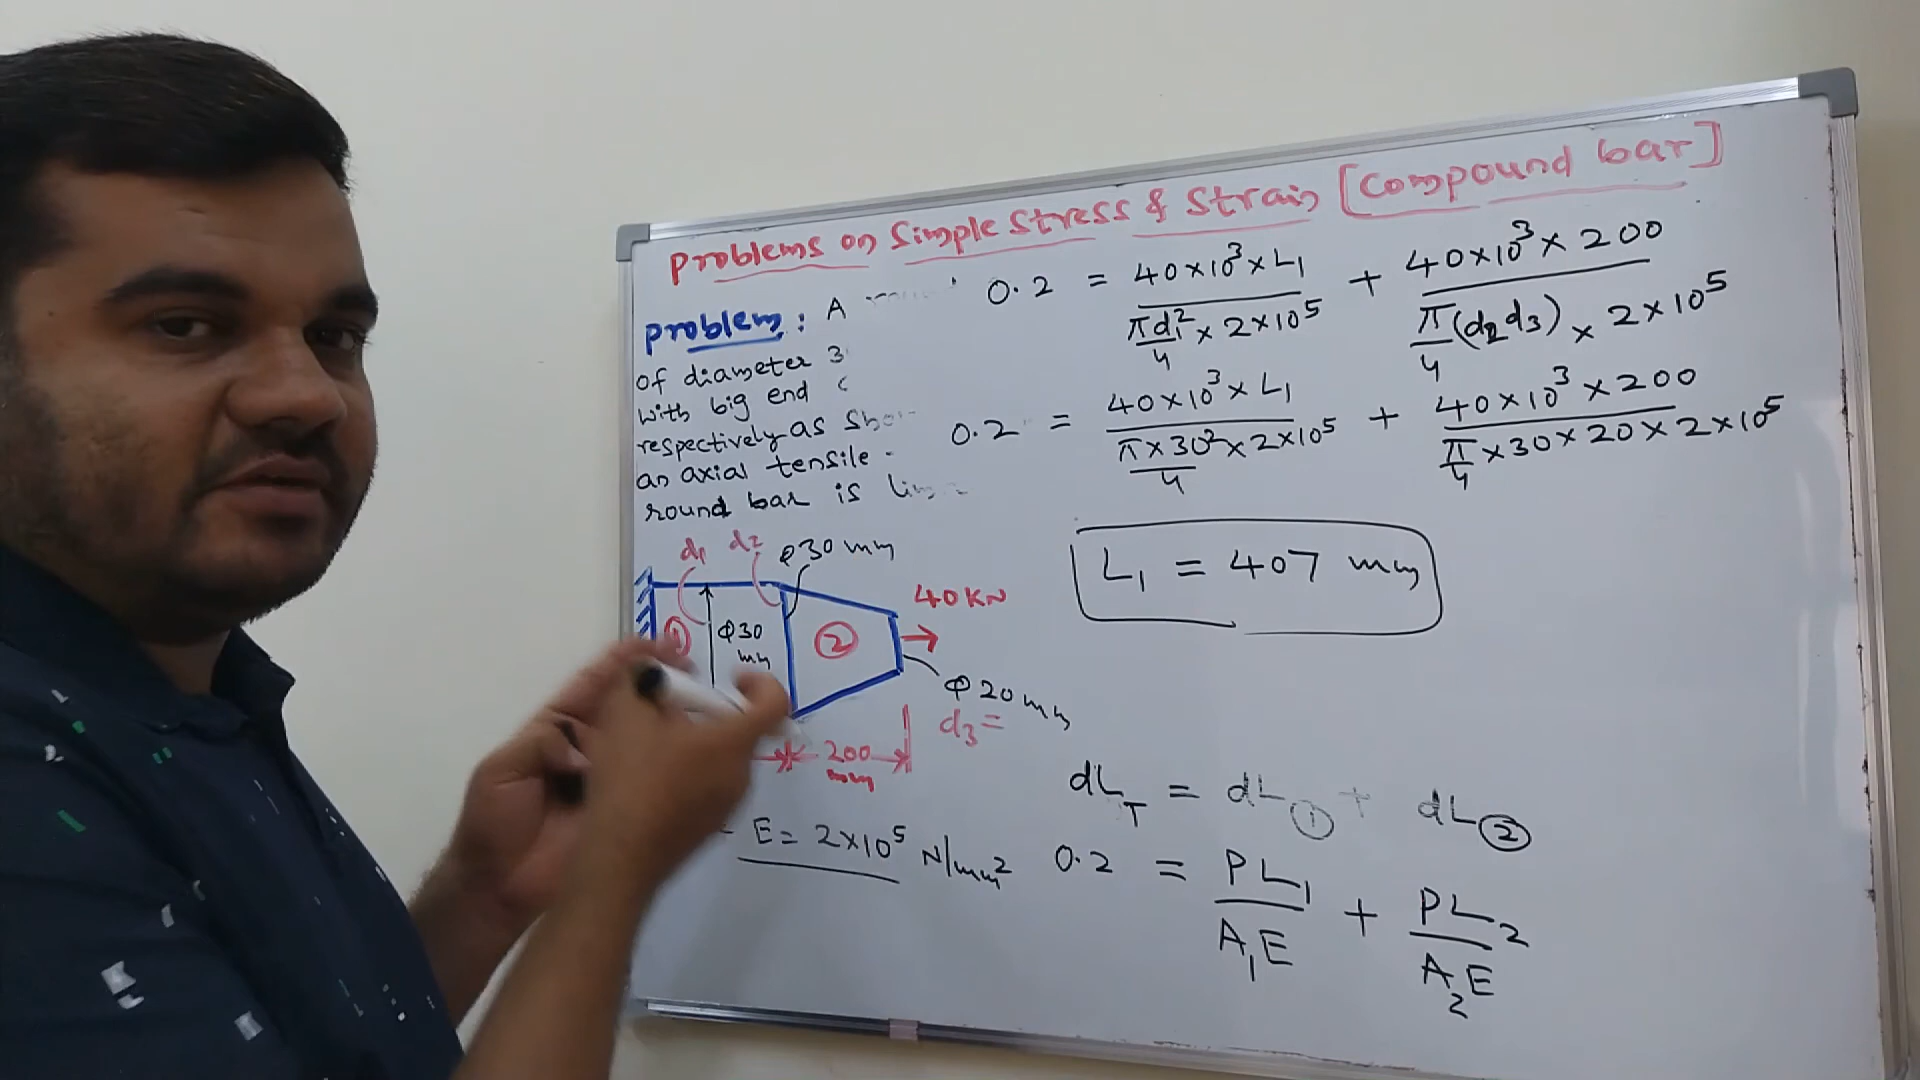 Problems on Simple Stress & Strain [Compound bar]
Problem: A
of diameter 3
with big end
respectively as sho
an axial tensile
round bar is
0.2 = 40×10³×L₁ / (πd₁²/4 × 2×10⁵) + 40×10³×200 / (π/4 (d₂d₃) × 2×10⁵)
0.2 = 40×10³×L₁ / (π×30²/4 × 2×10⁵) + 40×10³×200 / (π/4 ×30×20×2×10⁵)
L₁ = 407 mm
d₁ d₂ Φ30 mm
40KN
① Φ30 mm ②
Φ20 mm
d₃=
200 mm
E = 2×10⁵ N/mm²
dL_T = dL① + dL②
0.2 = PL₁/A₁E + PL₂/A₂E